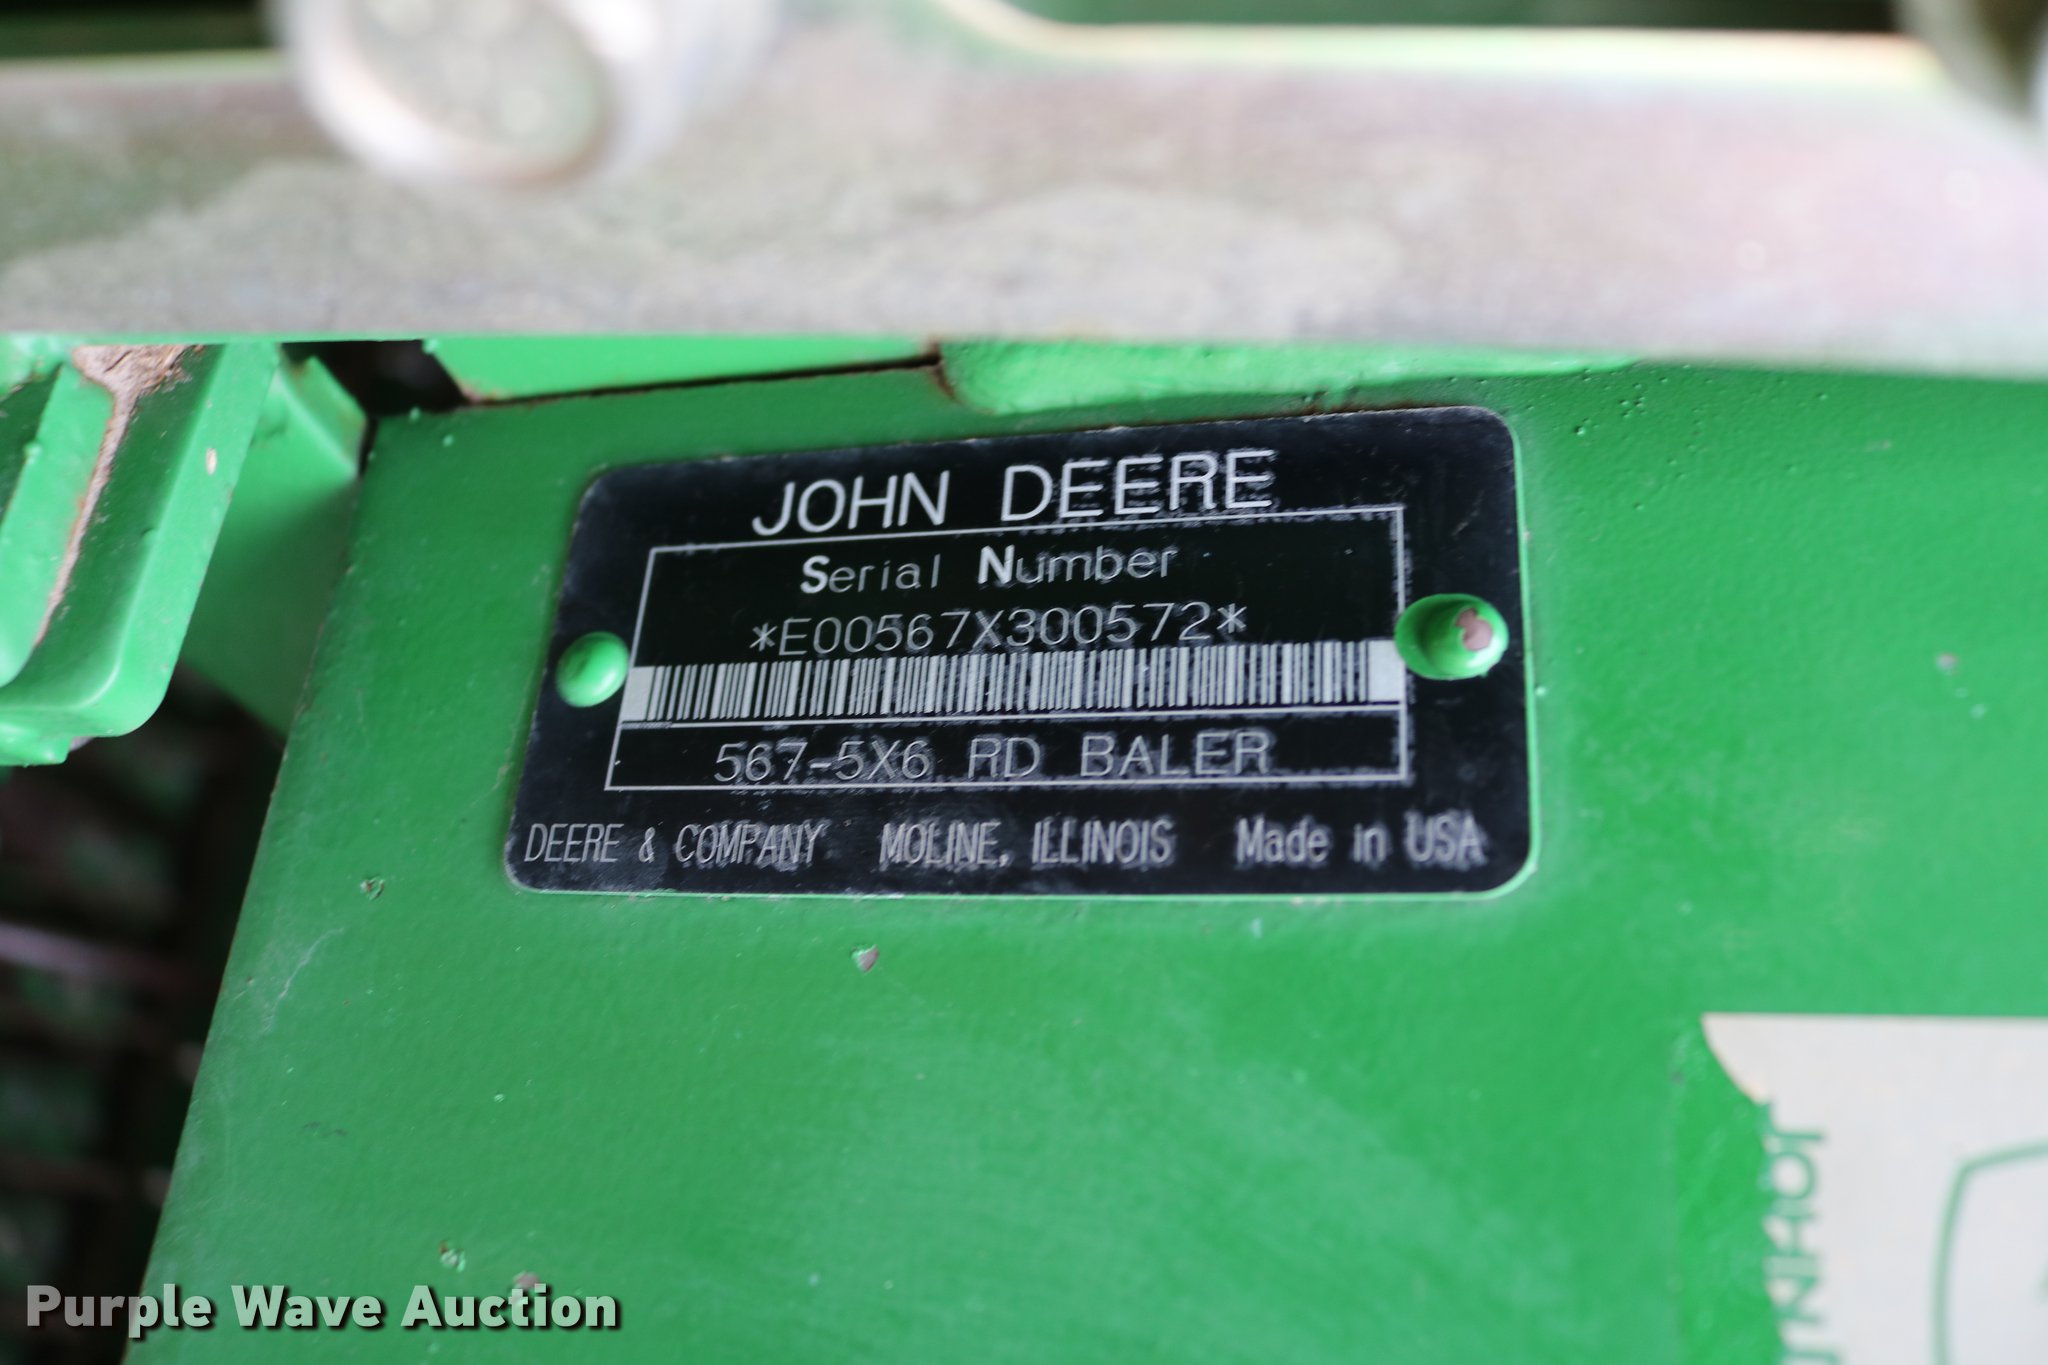 JOHN DEERE
Serial Number
*E00567X300572*
567-5X6 RD BALER
DEERE & COMPANY MOLINE, ILLINOIS Made in USA
JOHN
Purple Wave Auction